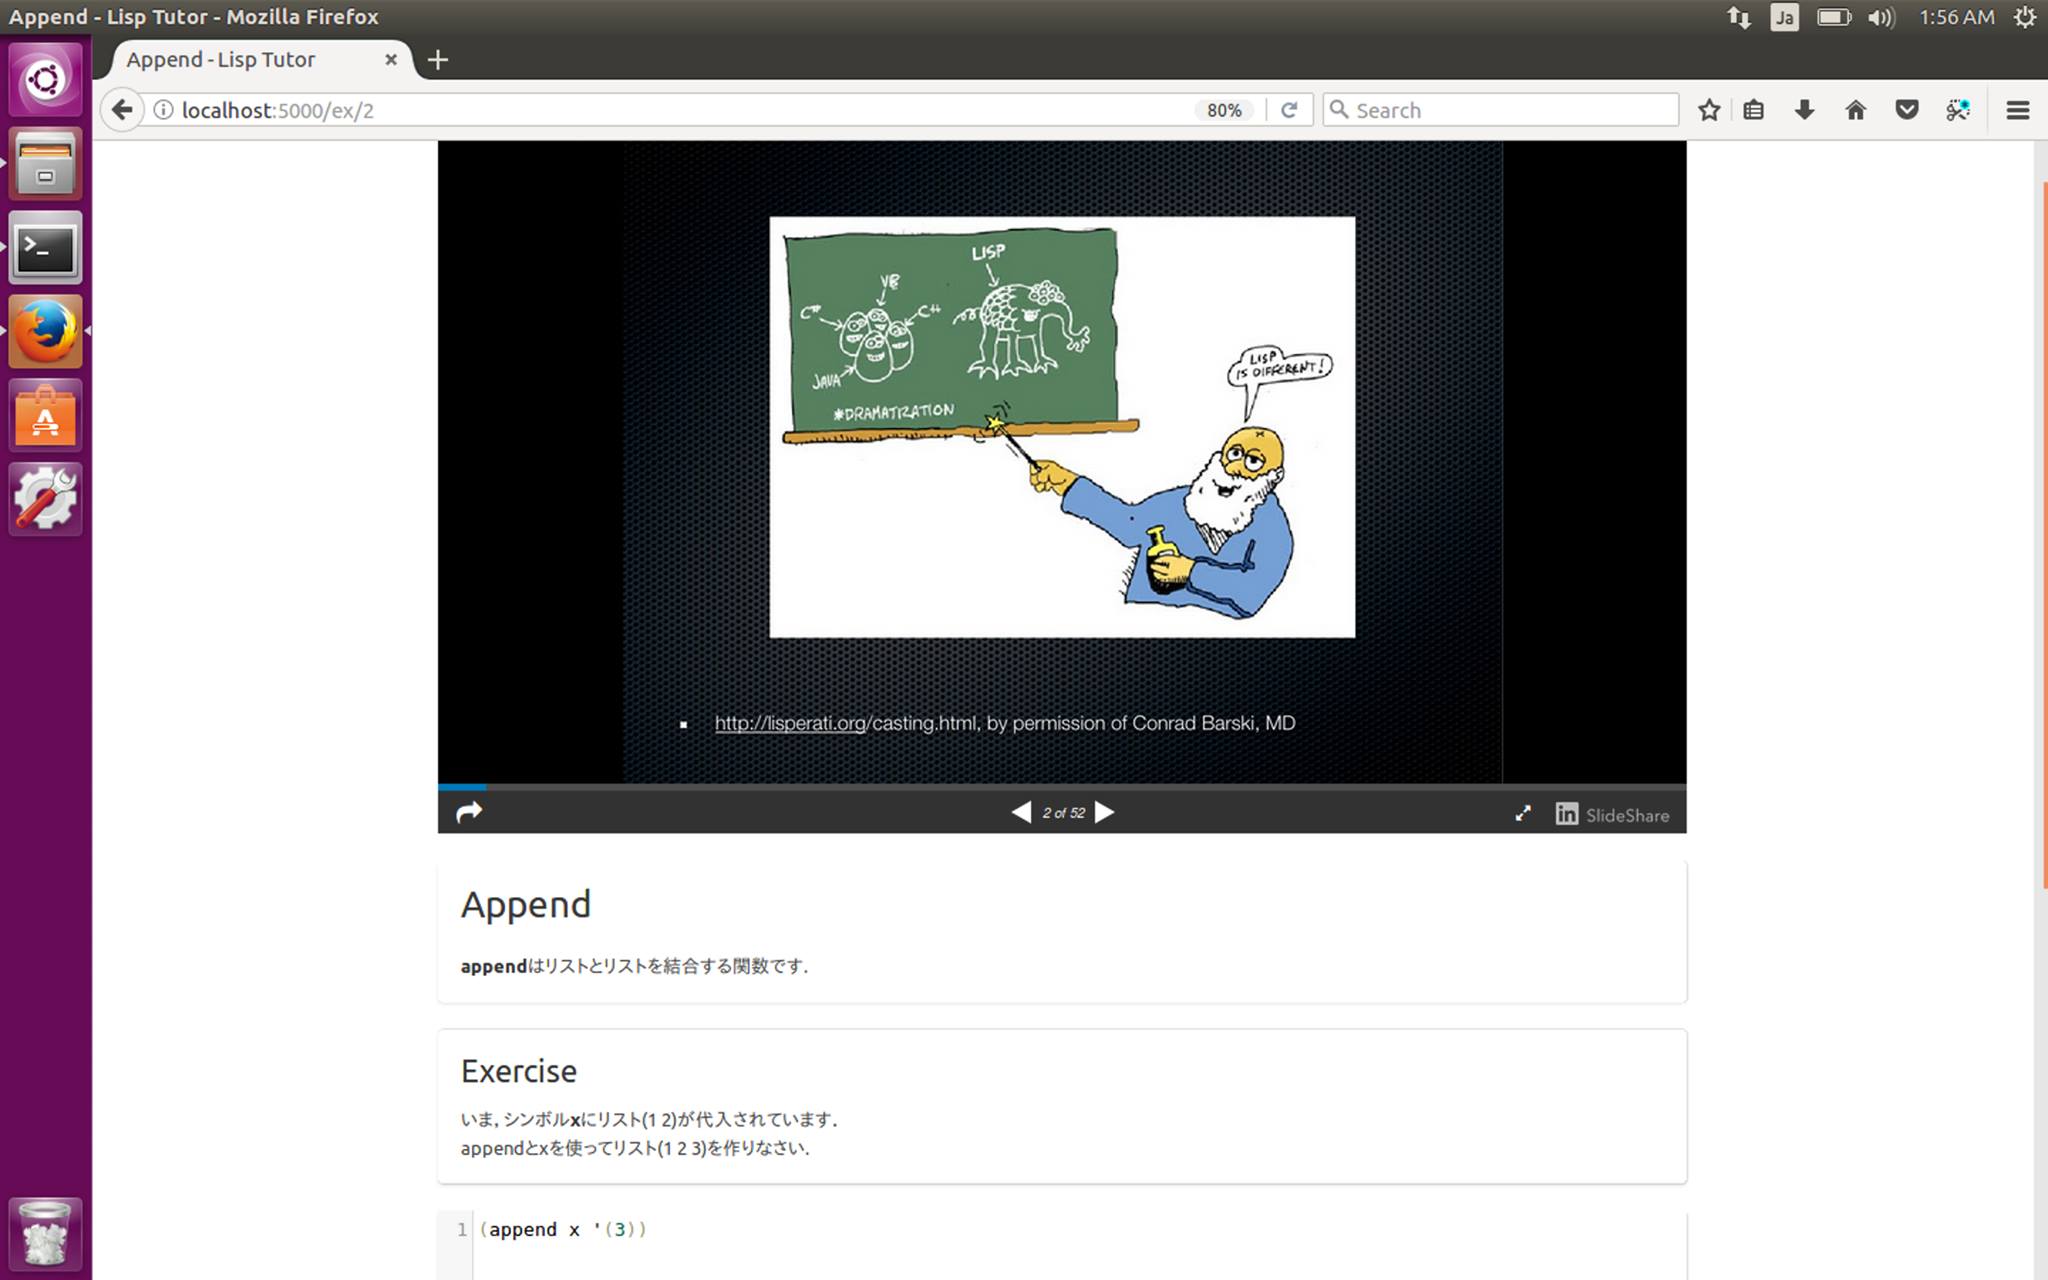 Append - Lisp Tutor - Mozilla Firefox
Ja
1:56 AM
Append - Lisp Tutor
localhost:5000/ex/2
80%
Search
LISP
VB
C#
C++
JAVA
*DRAMATIZATION
LISP
IS DIFFERENT!
http://lisperati.org/casting.html, by permission of Conrad Barski, MD
2 of 52
in SlideShare
Append
appendはリストとリストを結合する関数です.
Exercise
いま, シンボルxにリスト(1 2)が代入されています.
appendとxを使ってリスト(1 2 3)を作りなさい.
1 (append x '(3))